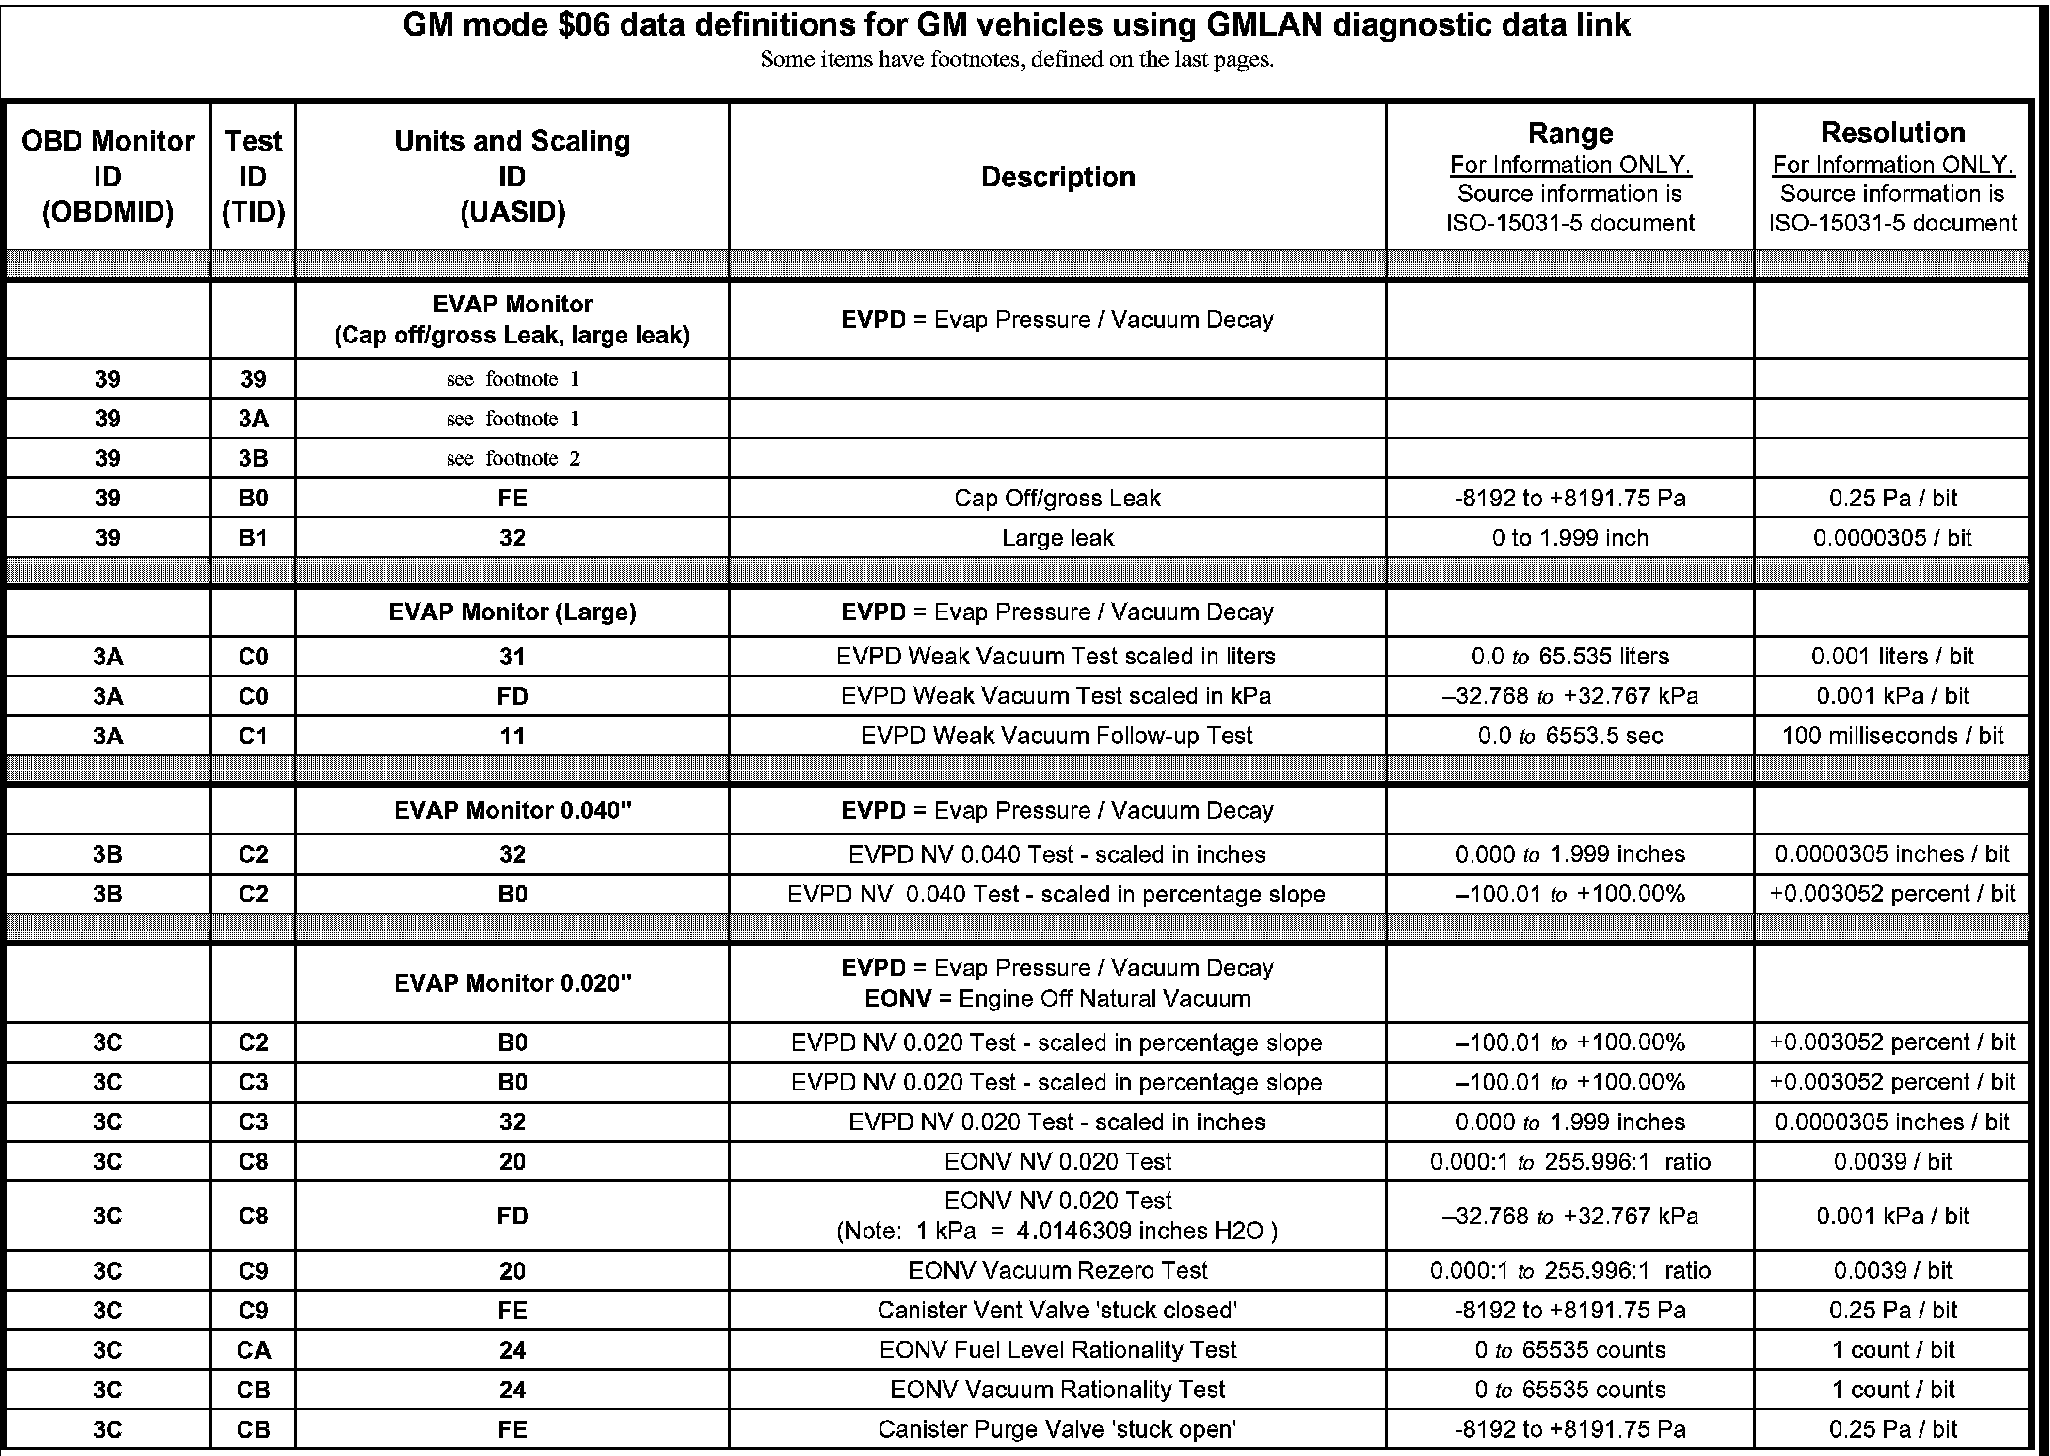 GM mode $06 data definitions for GM vehicles using GMLAN diagnostic data link
Some items have footnotes, defined on the last pages.
OBD Monitor ID (OBDMID) Test ID (TID) Units and Scaling ID (UASID) Description Range For Information ONLY. Source information is ISO-15031-5 document Resolution For Information ONLY. Source information is ISO-15031-5 document
EVAP Monitor (Cap off/gross Leak, large leak) EVPD = Evap Pressure / Vacuum Decay
39 39 see footnote 1
39 3A see footnote 1
39 3B see footnote 2
39 B0 FE Cap Off/gross Leak -8192 to +8191.75 Pa 0.25 Pa / bit
39 B1 32 Large leak 0 to 1.999 inch 0.0000305 / bit
EVAP Monitor (Large) EVPD = Evap Pressure / Vacuum Decay
3A C0 31 EVPD Weak Vacuum Test scaled in liters 0.0 to 65.535 liters 0.001 liters / bit
3A C0 FD EVPD Weak Vacuum Test scaled in kPa –32.768 to +32.767 kPa 0.001 kPa / bit
3A C1 11 EVPD Weak Vacuum Follow-up Test 0.0 to 6553.5 sec 100 milliseconds / bit
EVAP Monitor 0.040" EVPD = Evap Pressure / Vacuum Decay
3B C2 32 EVPD NV 0.040 Test - scaled in inches 0.000 to 1.999 inches 0.0000305 inches / bit
3B C2 B0 EVPD NV 0.040 Test - scaled in percentage slope –100.01 to +100.00% +0.003052 percent / bit
EVAP Monitor 0.020" EVPD = Evap Pressure / Vacuum Decay
EONV = Engine Off Natural Vacuum
3C C2 B0 EVPD NV 0.020 Test - scaled in percentage slope –100.01 to +100.00% +0.003052 percent / bit
3C C3 B0 EVPD NV 0.020 Test - scaled in percentage slope –100.01 to +100.00% +0.003052 percent / bit
3C C3 32 EVPD NV 0.020 Test - scaled in inches 0.000 to 1.999 inches 0.0000305 inches / bit
3C C8 20 EONV NV 0.020 Test 0.000:1 to 255.996:1 ratio 0.0039 / bit
3C C8 FD EONV NV 0.020 Test (Note: 1 kPa = 4.0146309 inches H2O ) –32.768 to +32.767 kPa 0.001 kPa / bit
3C C9 20 EONV Vacuum Rezero Test 0.000:1 to 255.996:1 ratio 0.0039 / bit
3C C9 FE Canister Vent Valve 'stuck closed' -8192 to +8191.75 Pa 0.25 Pa / bit
3C CA 24 EONV Fuel Level Rationality Test 0 to 65535 counts 1 count / bit
3C CB 24 EONV Vacuum Rationality Test 0 to 65535 counts 1 count / bit
3C CB FE Canister Purge Valve 'stuck open' -8192 to +8191.75 Pa 0.25 Pa / bit